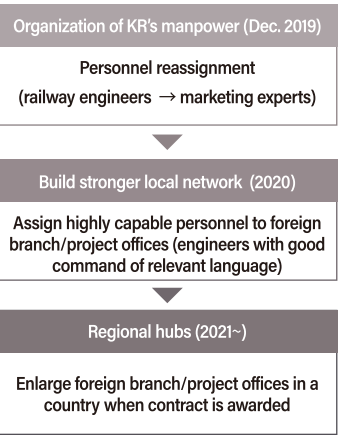 Organization of KR's manpower (Dec. 2019)
Personnel reassignment
(railway engineers → marketing experts)
Build stronger local network (2020)
Assign highly capable personnel to foreign
branch/project offices (engineers with good
command of relevant language)
Regional hubs (2021~)
Enlarge foreign branch/project offices in a
country when contract is awarded